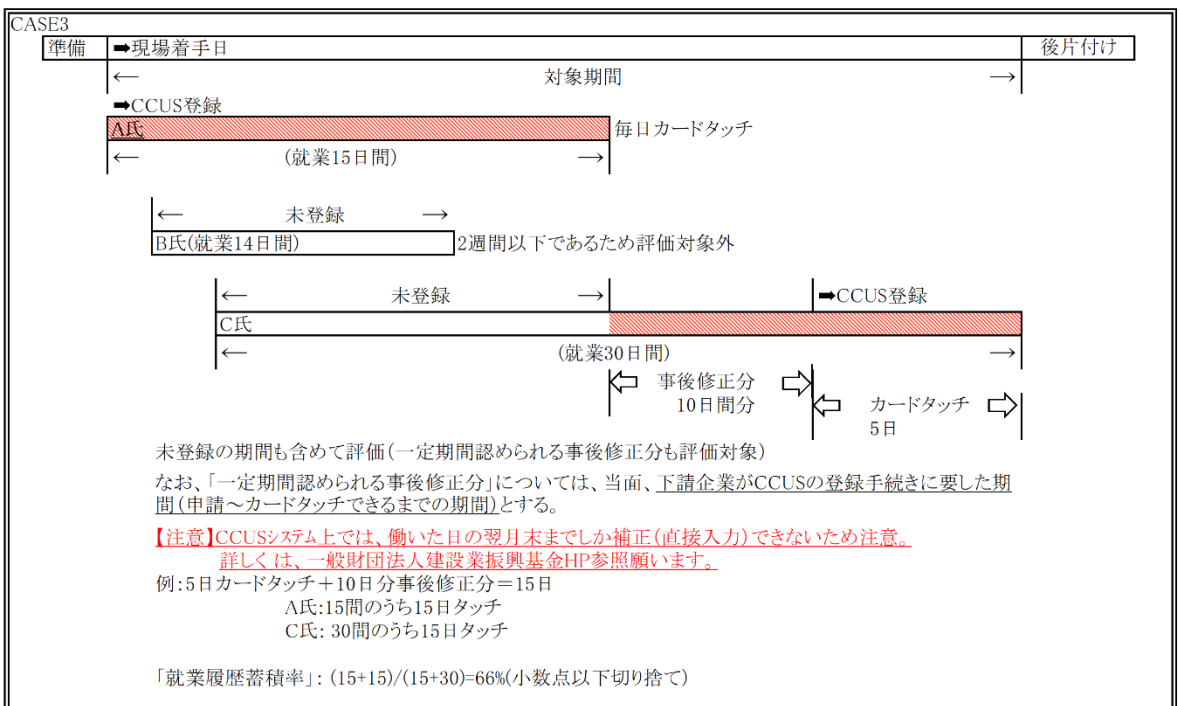 CASE3
準備 ➡現場着手日 後片付け
← 対象期間 →
➡CCUS登録
A氏 毎日カードタッチ
← (就業15日間) →
← 未登録 →
B氏(就業14日間) 2週間以下であるため評価対象外
← 未登録 → ➡CCUS登録
C氏
← (就業30日間) →
事後修正分
10日間分
カードタッチ
5日
未登録の期間も含めて評価(一定期間認められる事後修正分も評価対象)
なお、「一定期間認められる事後修正分」については、当面、下請企業がCCUSの登録手続きに要した期
間(申請～カードタッチできるまでの期間)とする。
【注意】CCUSシステム上では、働いた日の翌月末までしか補正(直接入力)できないため注意。
詳しくは、一般財団法人建設業振興基金HP参照願います。
例:5日カードタッチ＋10日分事後修正分＝15日
A氏:15間のうち15日タッチ
C氏: 30間のうち15日タッチ
「就業履歴蓄積率」: (15+15)/(15+30)=66%(小数点以下切り捨て)